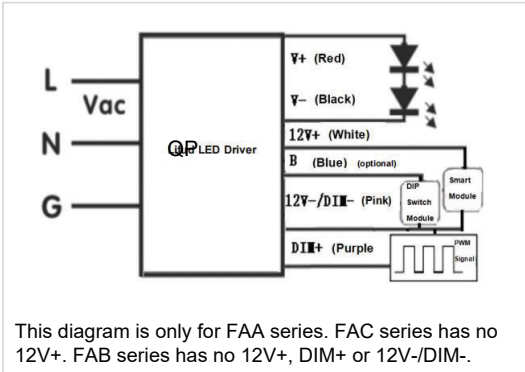 V+ (Red)
L
Vac
V- (Black)
12V+ (White)
N
QP LED Driver
B (Blue) (optional)
DIP
Switch
Module
Smart
Module
12V-/DIM- (Pink)
G
DIM+ (Purple
PWM
Signal
This diagram is only for FAA series. FAC series has no
12V+. FAB series has no 12V+, DIM+ or 12V-/DIM-.